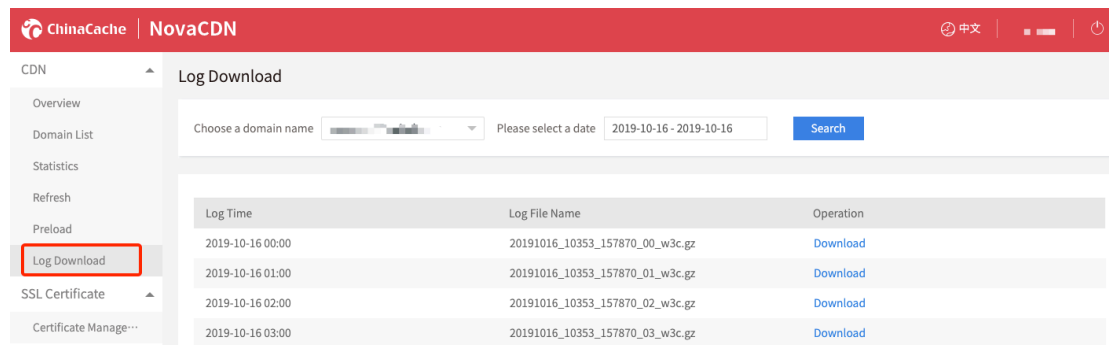 ChinaCache | NovaCDN 中文
CDN
Log Download
Overview
Choose a domain name Please select a date 2019-10-16 - 2019-10-16 Search
Domain List
Statistics
Refresh
Preload
Log Download
SSL Certificate
Certificate Manage···
Log Time Log File Name Operation
2019-10-16 00:00 20191016_10353_157870_00_w3c.gz Download
2019-10-16 01:00 20191016_10353_157870_01_w3c.gz Download
2019-10-16 02:00 20191016_10353_157870_02_w3c.gz Download
2019-10-16 03:00 20191016_10353_157870_03_w3c.gz Download